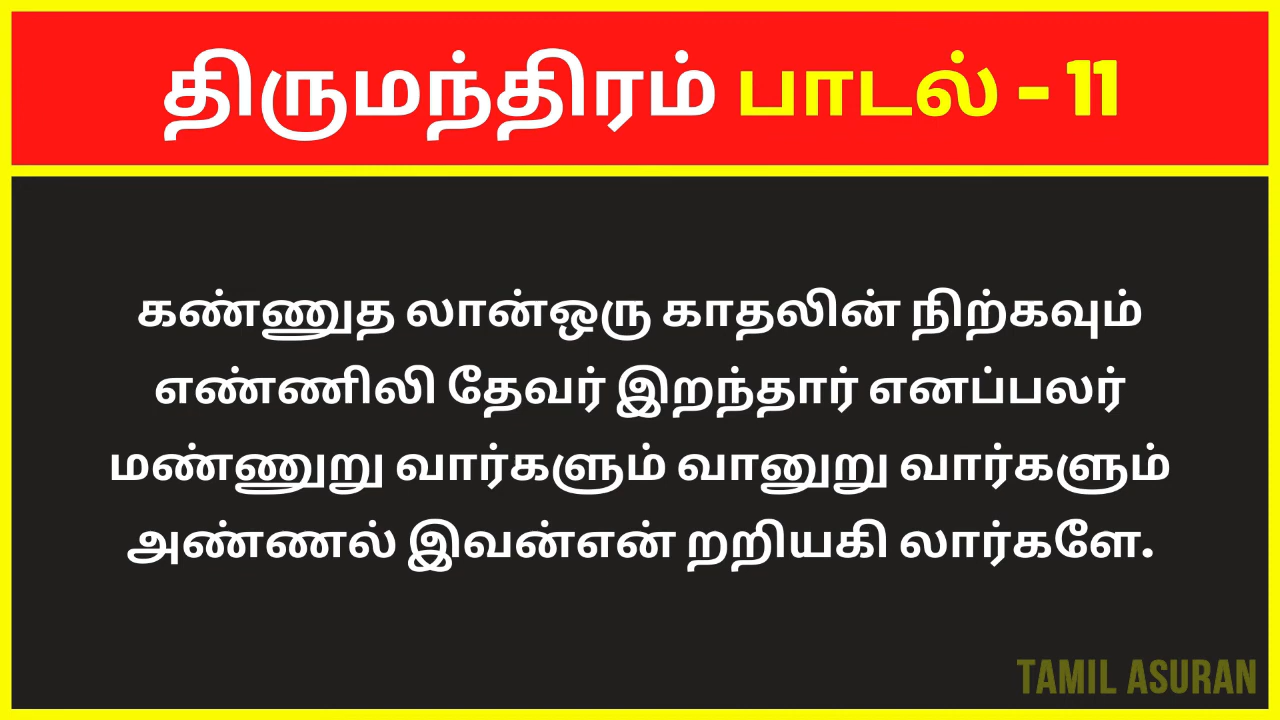 திருமந்திரம் பாடல் - 11
கண்ணுத லான்ஒரு காதலின் நிற்கவும்
எண்ணிலி தேவர் இறந்தார் எனப்பலர்
மண்ணுறு வார்களும் வானுறு வார்களும்
அண்ணல் இவன்என் றறியகி லார்களே.
TAMIL ASURAN